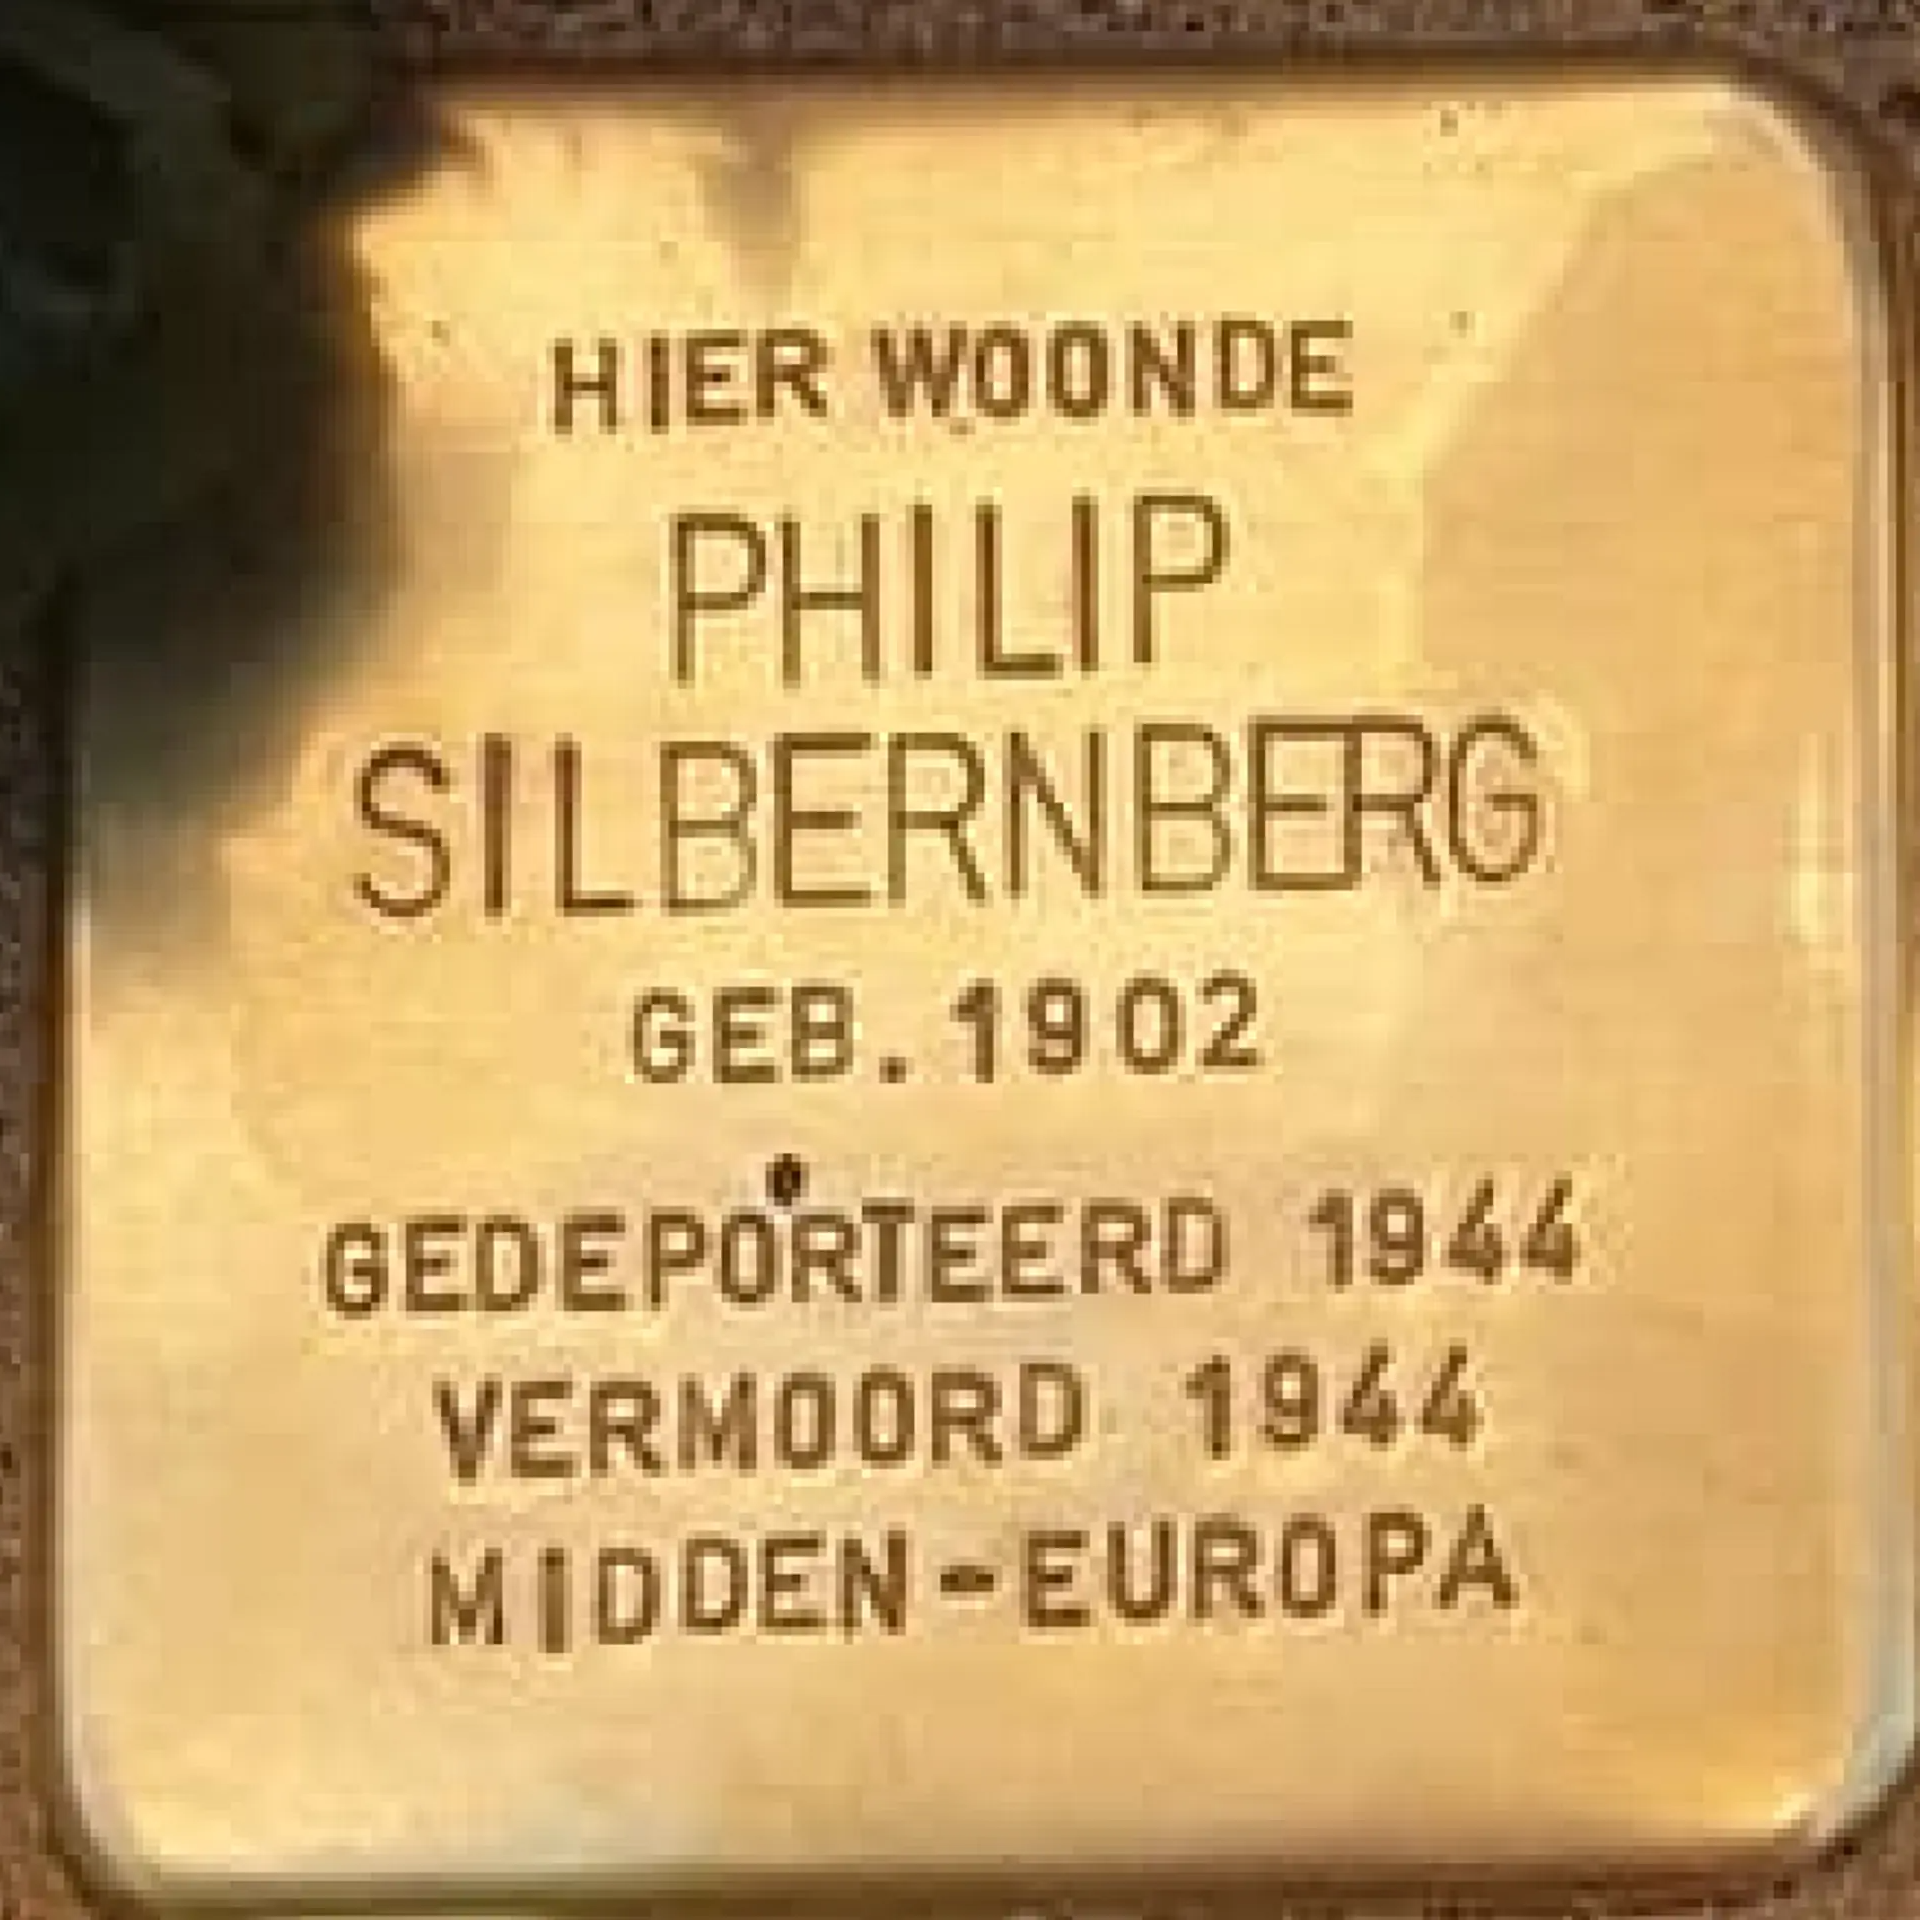 HIER WOONDE
PHILIP
SILBERNBERG
GEB. 1902
GEDEPORTEERD 1944
VERMOORD 1944
MIDDEN-EUROPA